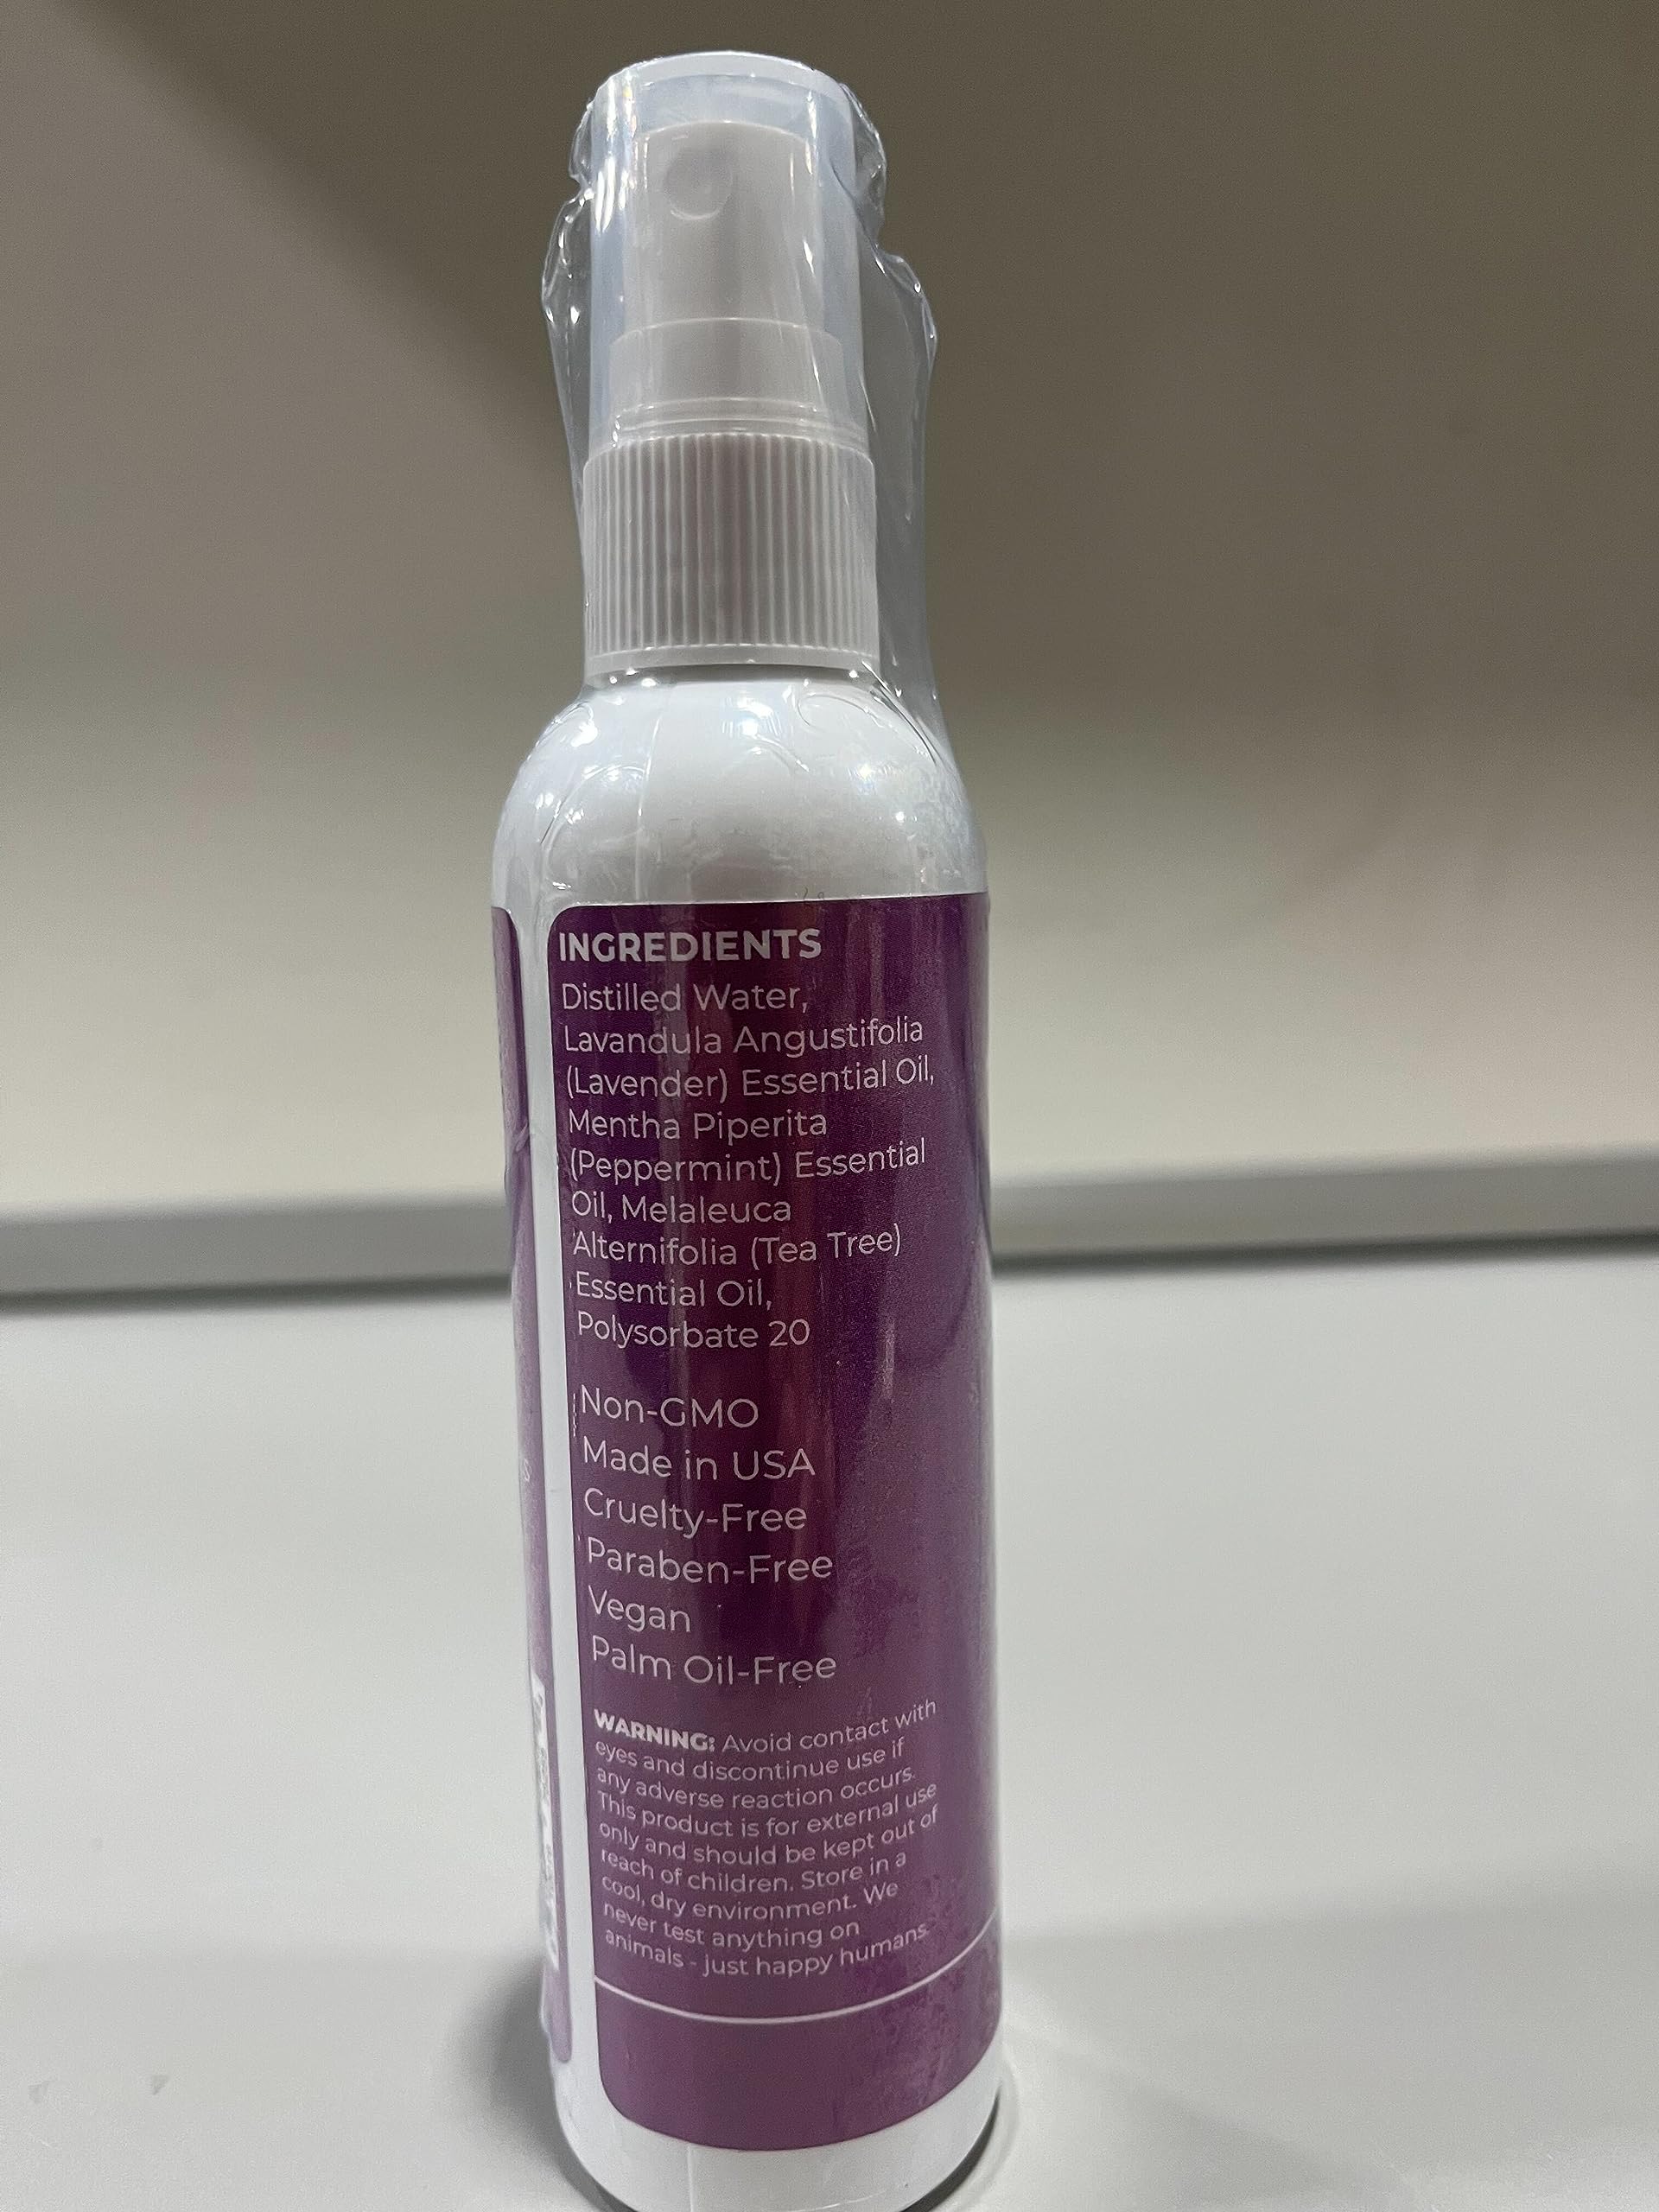 INGREDIENTS
Distilled Water,
Lavandula Angustifolia
(Lavender) Essential Oil,
Mentha Piperita
(Peppermint) Essential
Oil, Melaleuca
Alternifolia (Tea Tree)
Essential Oil,
Polysorbate 20
Non-GMO
Made in USA
Cruelty-Free
Paraben-Free
Vegan
Palm Oil-Free
WARNING: Avoid contact with
eyes and discontinue use if
any adverse reaction occurs.
This product is for external use
only and should be kept out of
reach of children. Store in a
cool, dry environment. We
never test anything on
animals - just happy humans.